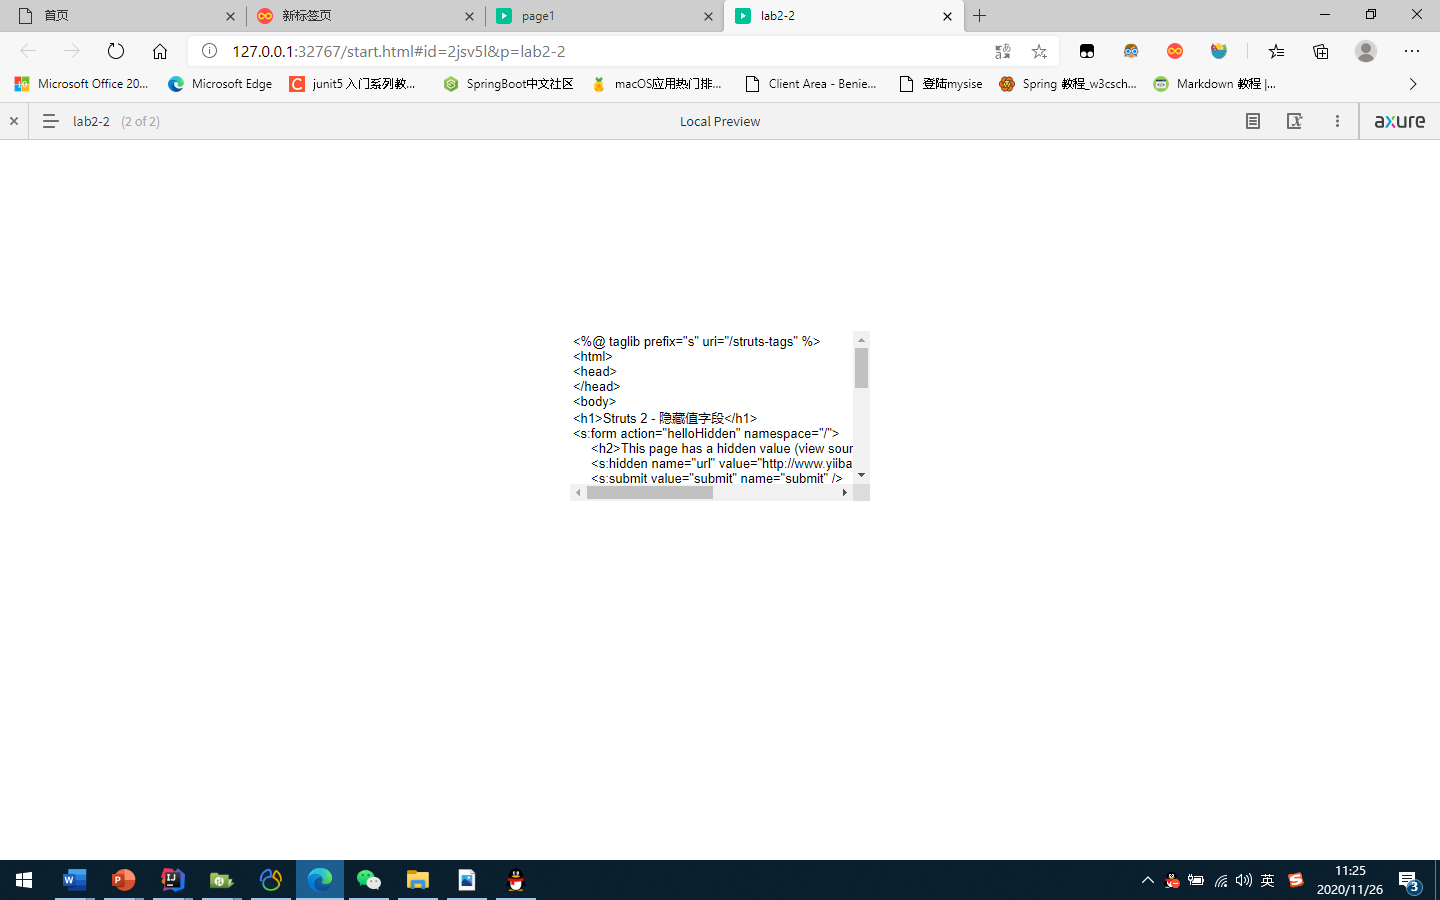 首页
新标签页
page1
lab2-2
127.0.0.1:32767/start.html#id=2jsv5l&p=lab2-2
Microsoft Office 20...
Microsoft Edge
junit5 入门系列教...
SpringBoot中文社区
macOS应用热门排...
Client Area - Benie...
登陆mysise
Spring 教程_w3csch...
Markdown 教程 |...
lab2-2 (2 of 2)
Local Preview
axure
<%@ taglib prefix="s" uri="/struts-tags" %>
<html>
<head>
</head>
<body>
<h1>Struts 2 - 隐藏值字段</h1>
<s:form action="helloHidden" namespace="/">
<h2>This page has a hidden value (view sour
<s:hidden name="url" value="http://www.yiiba
<s:submit value="submit" name="submit" />
英
11:25
2020/11/26
3